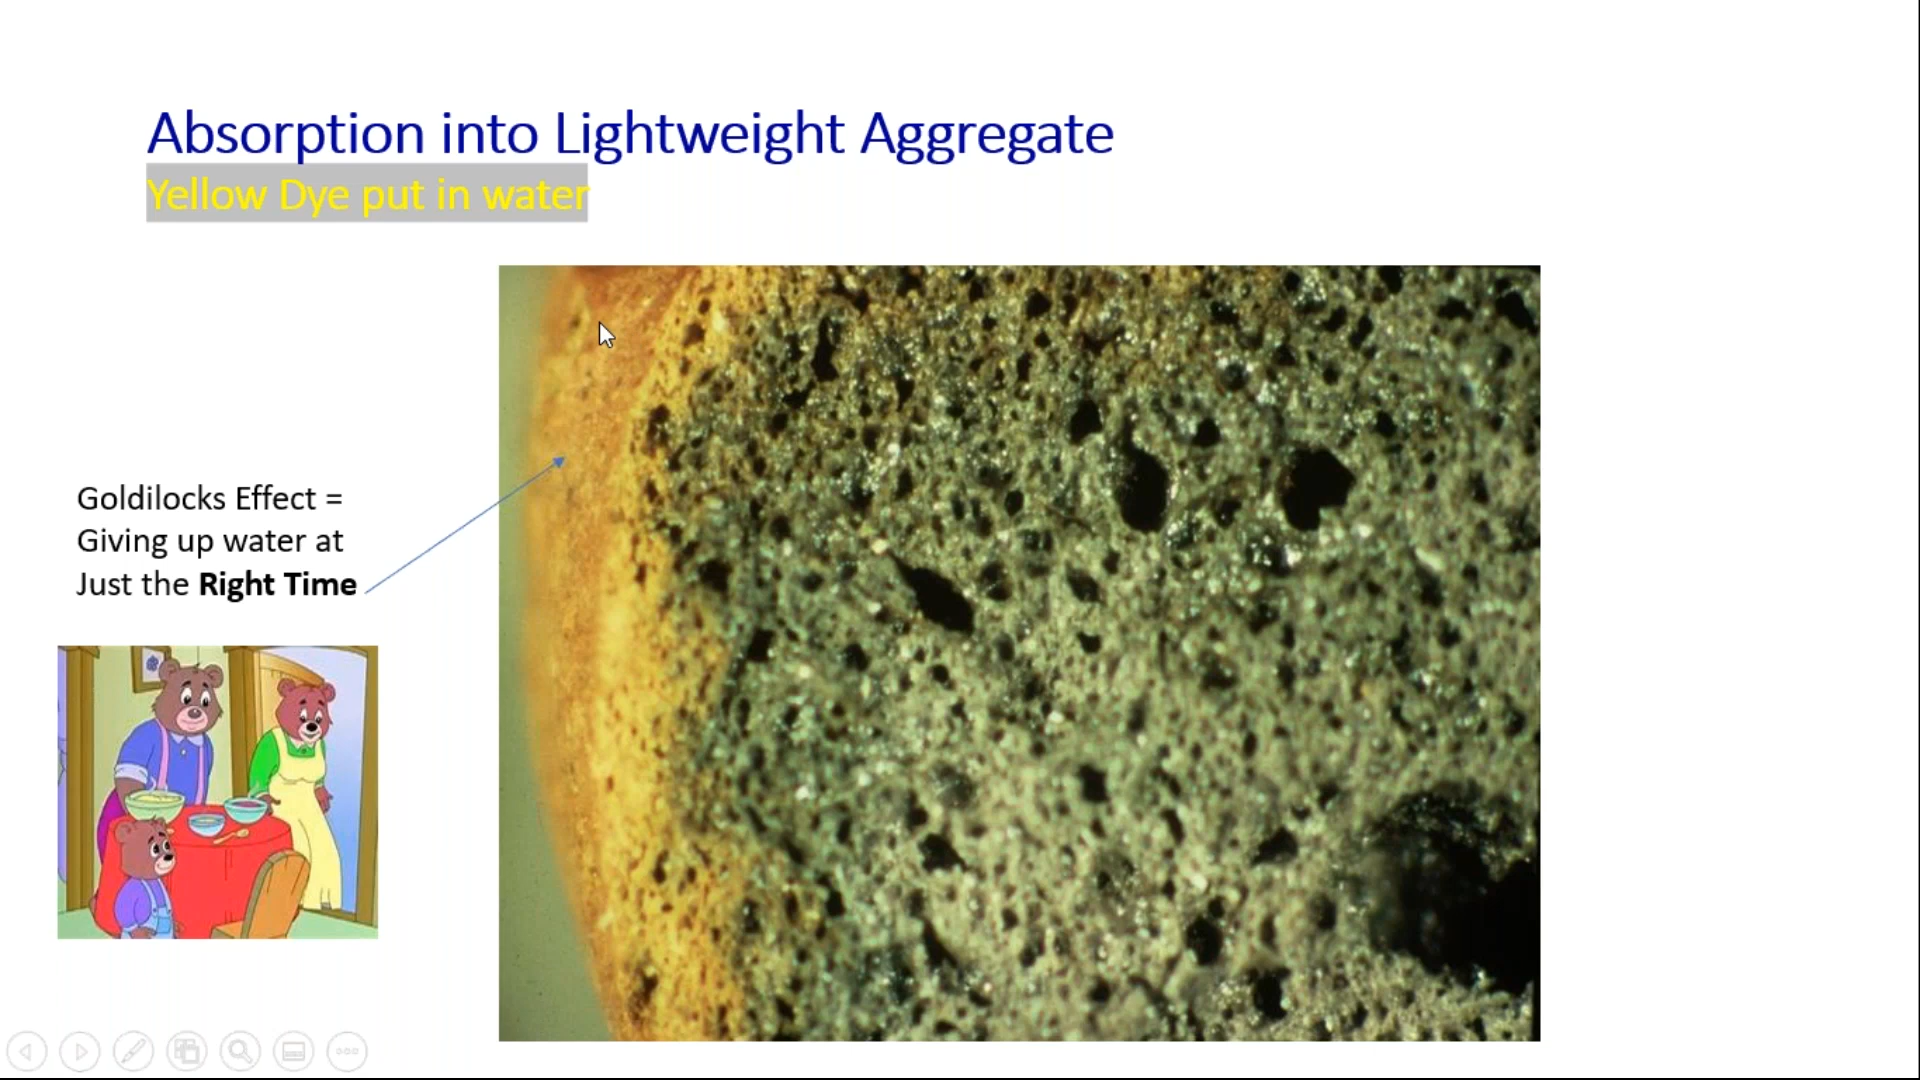 Absorption into Lightweight Aggregate
Yellow Dye put in water
Goldilocks Effect =
Giving up water at
Just the Right Time